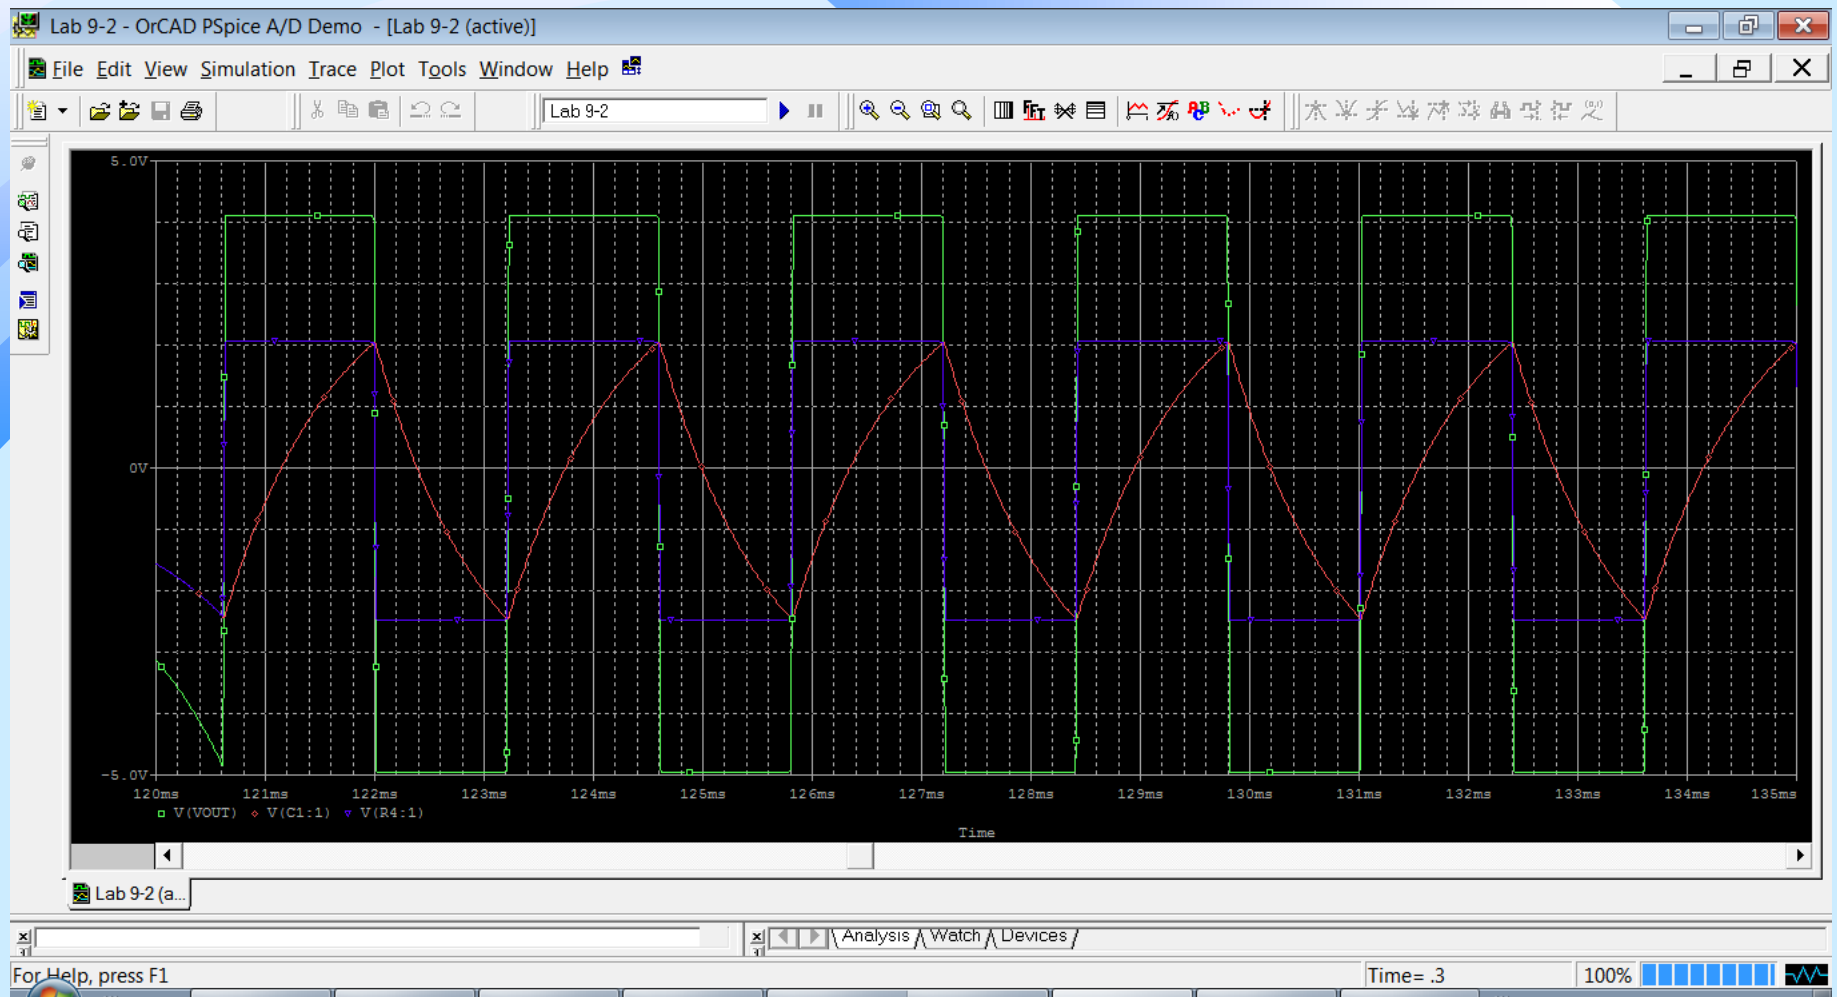 Lab 9-2 - OrCAD PSpice A/D Demo - [Lab 9-2 (active)]
File Edit View Simulation Trace Plot Tools Window Help
Lab 9-2
5.0V
0V
-5.0V
120ms 121ms 122ms 123ms 124ms 125ms 126ms 127ms 128ms 129ms 130ms 131ms 132ms 133ms 134ms 135ms
V(VOUT) V(C1:1) V(R4:1)
Time
Lab 9-2 (a...
Analysis Watch Devices
For Help, press F1 Time= .3 100%